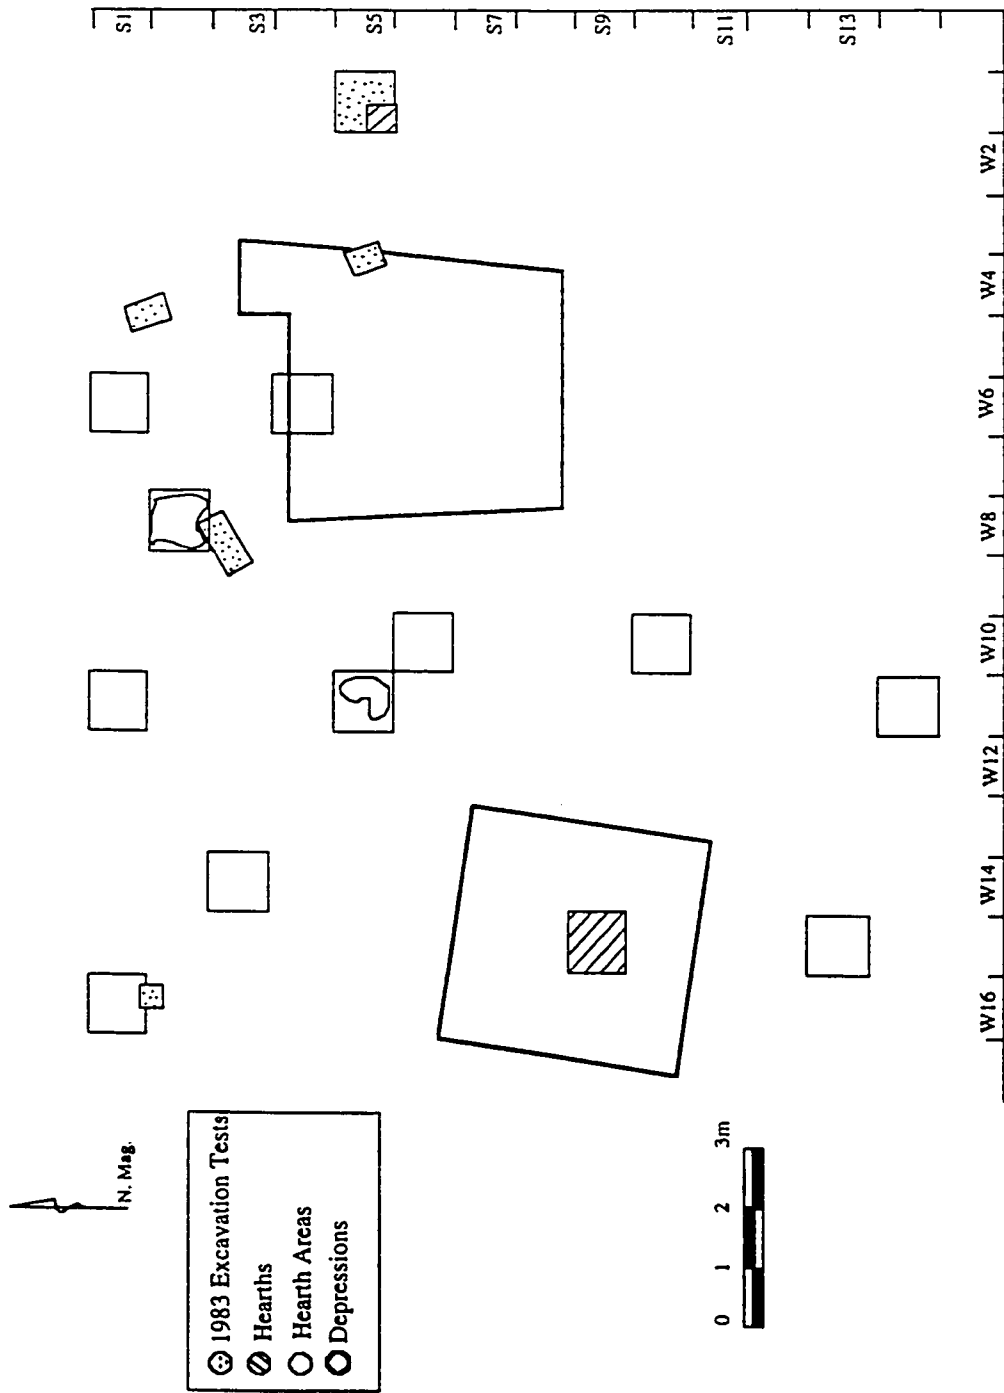 S1
S3
S5
S7
S9
S11
S13
W16
W14
W12
W10
W8
W6
W4
W2
N. Mag.
1983 Excavation Tests
Hearths
Hearth Areas
Depressions
0 1 2 3m